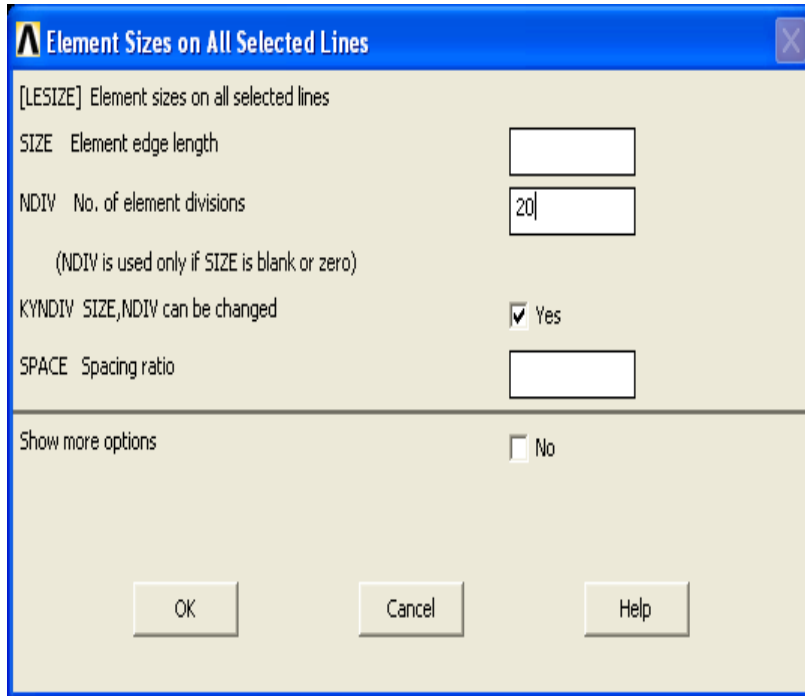 Element Sizes on All Selected Lines
[LESIZE] Element sizes on all selected lines
SIZE Element edge length
NDIV No. of element divisions 20
(NDIV is used only if SIZE is blank or zero)
KYNDIV SIZE,NDIV can be changed Yes
SPACE Spacing ratio
Show more options No
OK Cancel Help